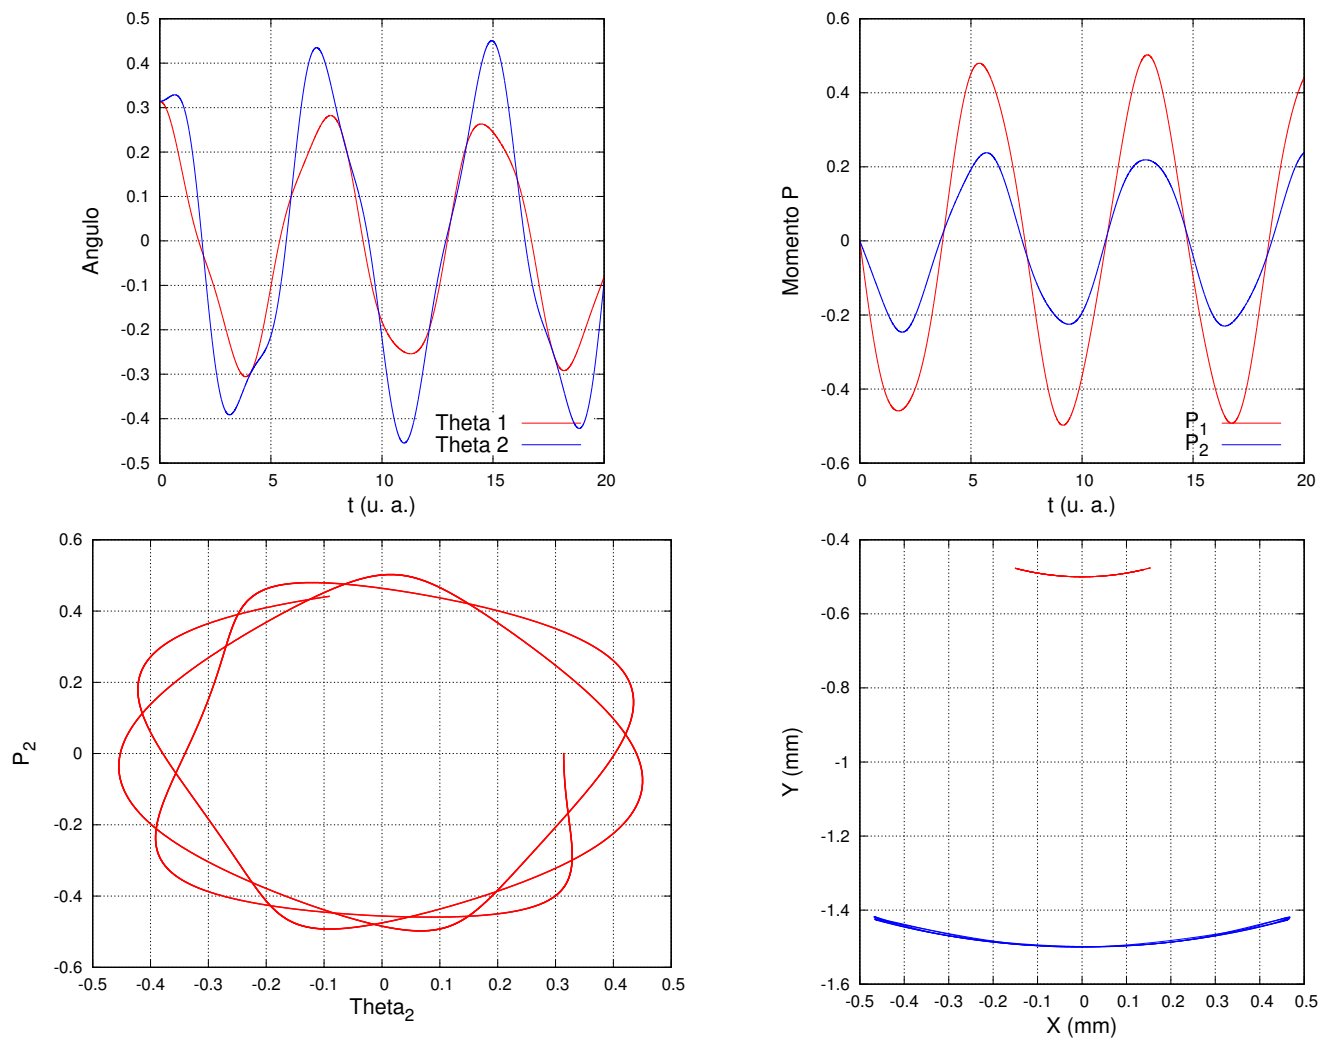 0.5
0.4
0.3
0.2
0.1
0
-0.1
-0.2
-0.3
-0.4
-0.5
Angulo
Theta 1
Theta 2
0 5 10 15 20
t (u. a.)
0.6
0.4
0.2
0
-0.2
-0.4
-0.6
Momento P
P1
P2
0 5 10 15 20
t (u. a.)
0.6
0.4
0.2
0
-0.2
-0.4
-0.6
P2
-0.5 -0.4 -0.3 -0.2 -0.1 0 0.1 0.2 0.3 0.4 0.5
Theta2
-0.4
-0.6
-0.8
-1
-1.2
-1.4
-1.6
Y (mm)
-0.5 -0.4 -0.3 -0.2 -0.1 0 0.1 0.2 0.3 0.4 0.5
X (mm)